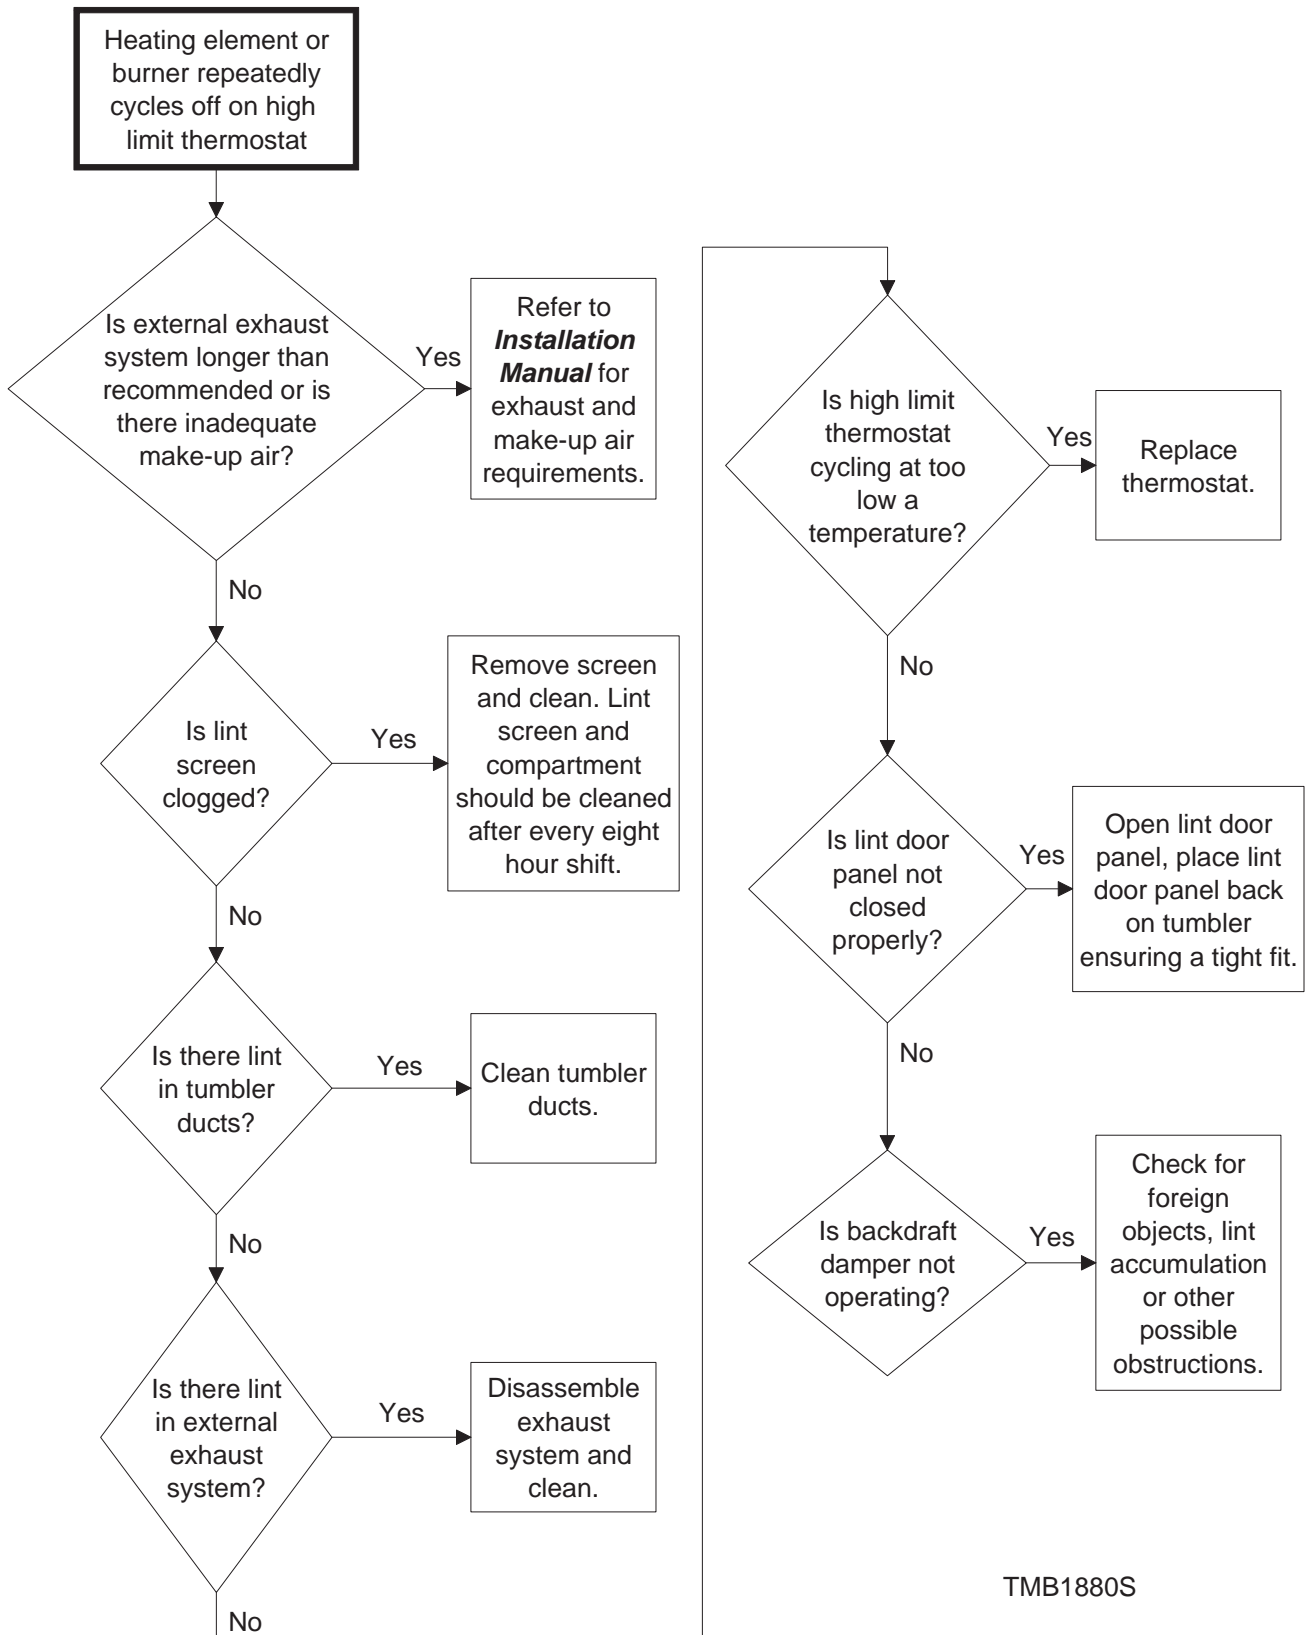 Heating element or
burner repeatedly
cycles off on high
limit thermostat
Is external exhaust
system longer than
recommended or is
there inadequate
make-up air?
Yes
Refer to
Installation
Manual for
exhaust and
make-up air
requirements.
No
Is lint
screen
clogged?
Yes
Remove screen
and clean. Lint
screen and
compartment
should be cleaned
after every eight
hour shift.
No
Is there lint
in tumbler
ducts?
Yes
Clean tumbler
ducts.
No
Is there lint
in external
exhaust
system?
Yes
Disassemble
exhaust
system and
clean.
No
Is high limit
thermostat
cycling at too
low a
temperature?
Yes
Replace
thermostat.
No
Is lint door
panel not
closed
properly?
Yes
Open lint door
panel, place lint
door panel back
on tumbler
ensuring a tight fit.
No
Is backdraft
damper not
operating?
Yes
Check for
foreign
objects, lint
accumulation
or other
possible
obstructions.
TMB1880S